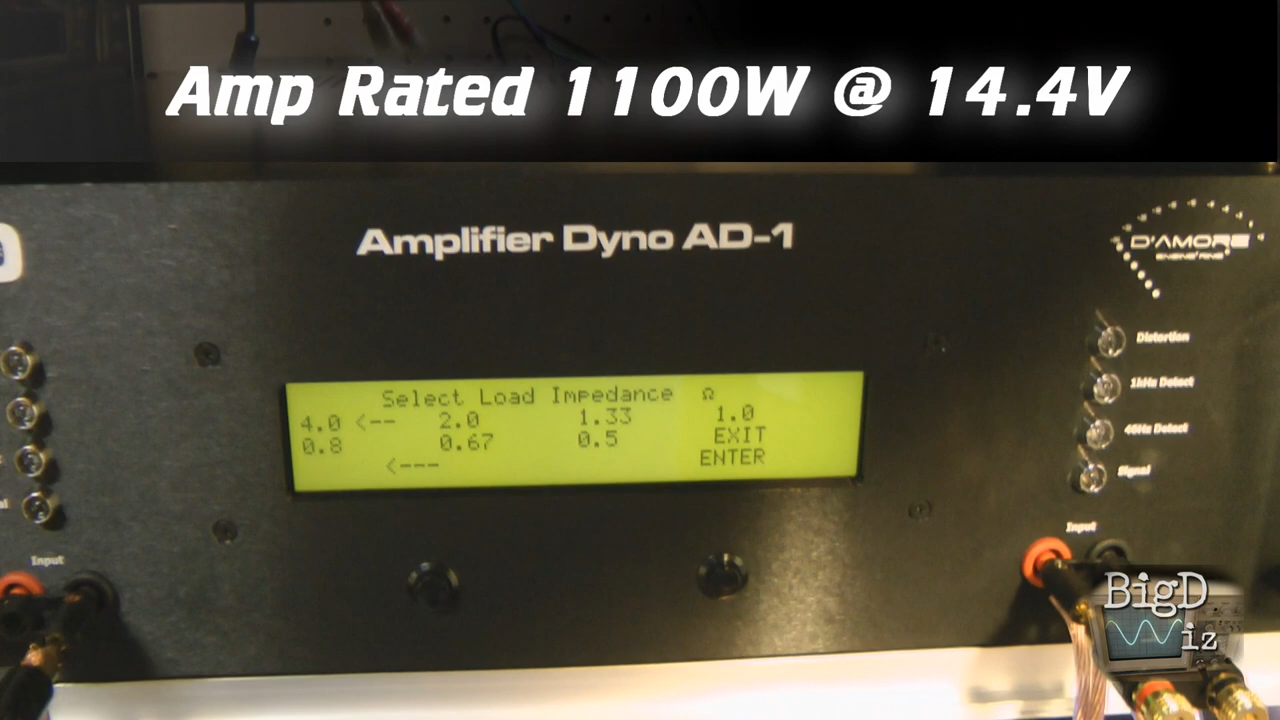 Amp Rated 1100W @ 14.4V
Amplifier Dyno AD-1
D'AMORE
ENGINEERING
Select Load Impedance Ω
4.0 <-- 2.0 1.33 1.0
0.8 0.67 0.5 EXIT
<--- ENTER
Distortion
1kHz Detect
40Hz Detect
Signal
Input
Input
BigD
Wiz